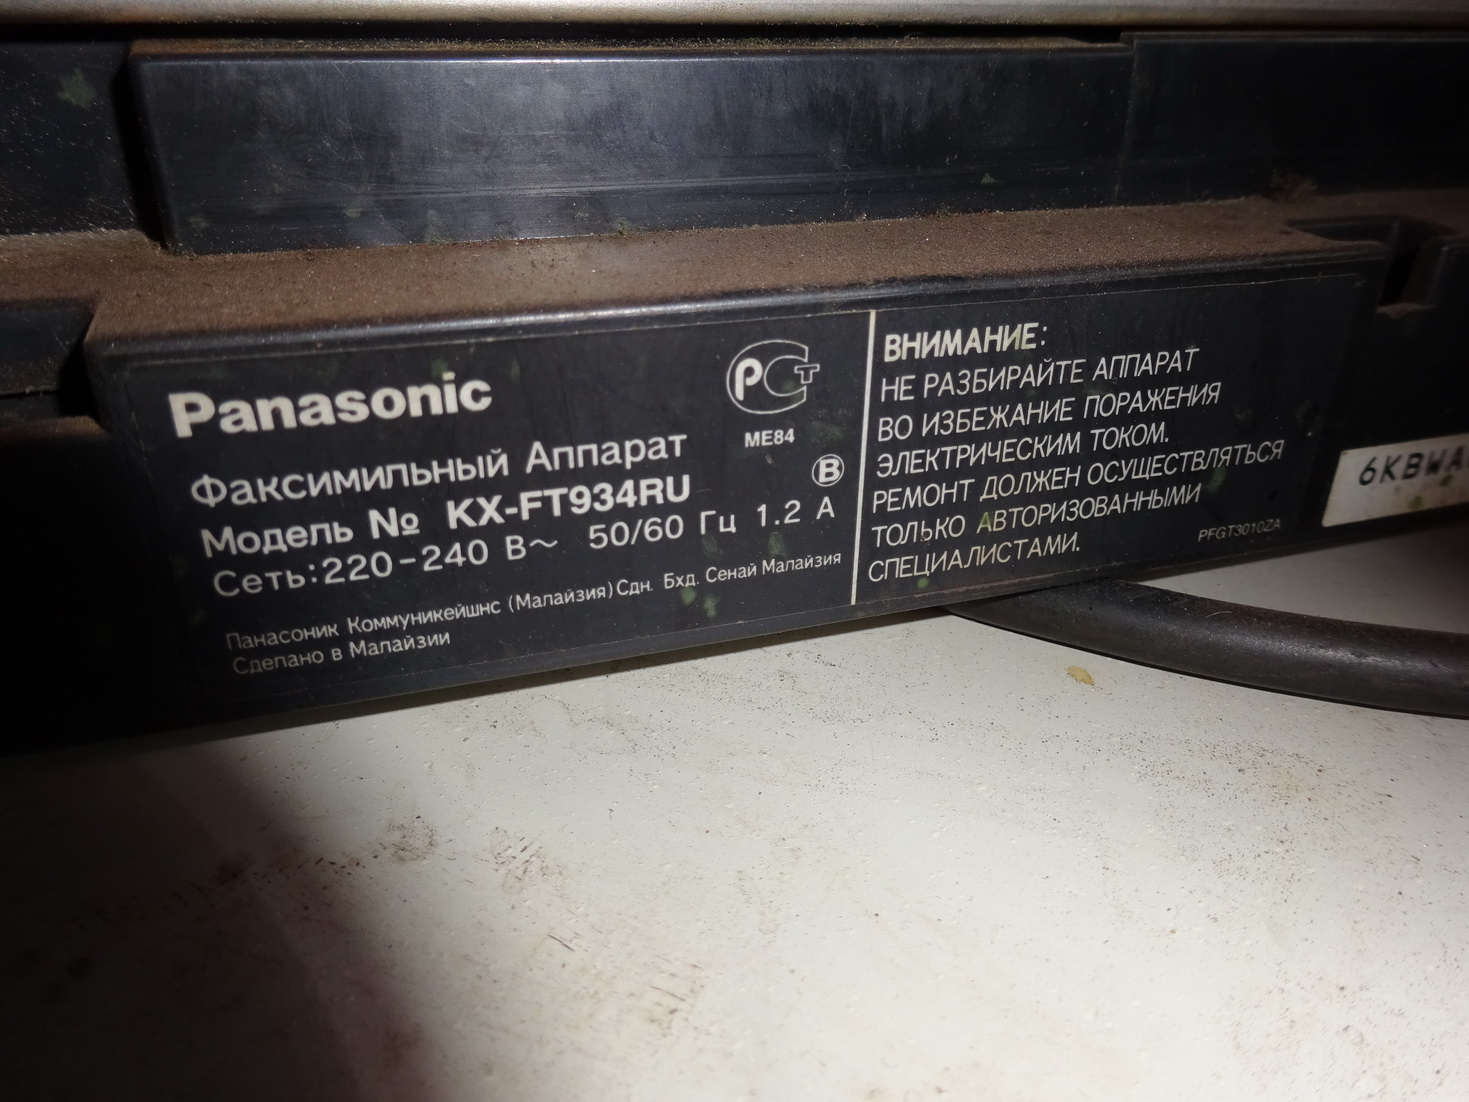 Panasonic
РСТ
ME84
Факсимильный Аппарат
B
Модель № KX-FT934RU
Сеть:220-240 В~ 50/60 Гц 1.2 А
Панасоник Коммуникейшнс (Малайзия) Сдн. Бхд. Сенай Малайзия
Сделано в Малайзии
ВНИМАНИЕ:
НЕ РАЗБИРАЙТЕ АППАРАТ
ВО ИЗБЕЖАНИЕ ПОРАЖЕНИЯ
ЭЛЕКТРИЧЕСКИМ ТОКОМ.
РЕМОНТ ДОЛЖЕН ОСУЩЕСТВЛЯТЬСЯ
ТОЛЬКО АВТОРИЗОВАННЫМИ
СПЕЦИАЛИСТАМИ.
PFGT3010ZA